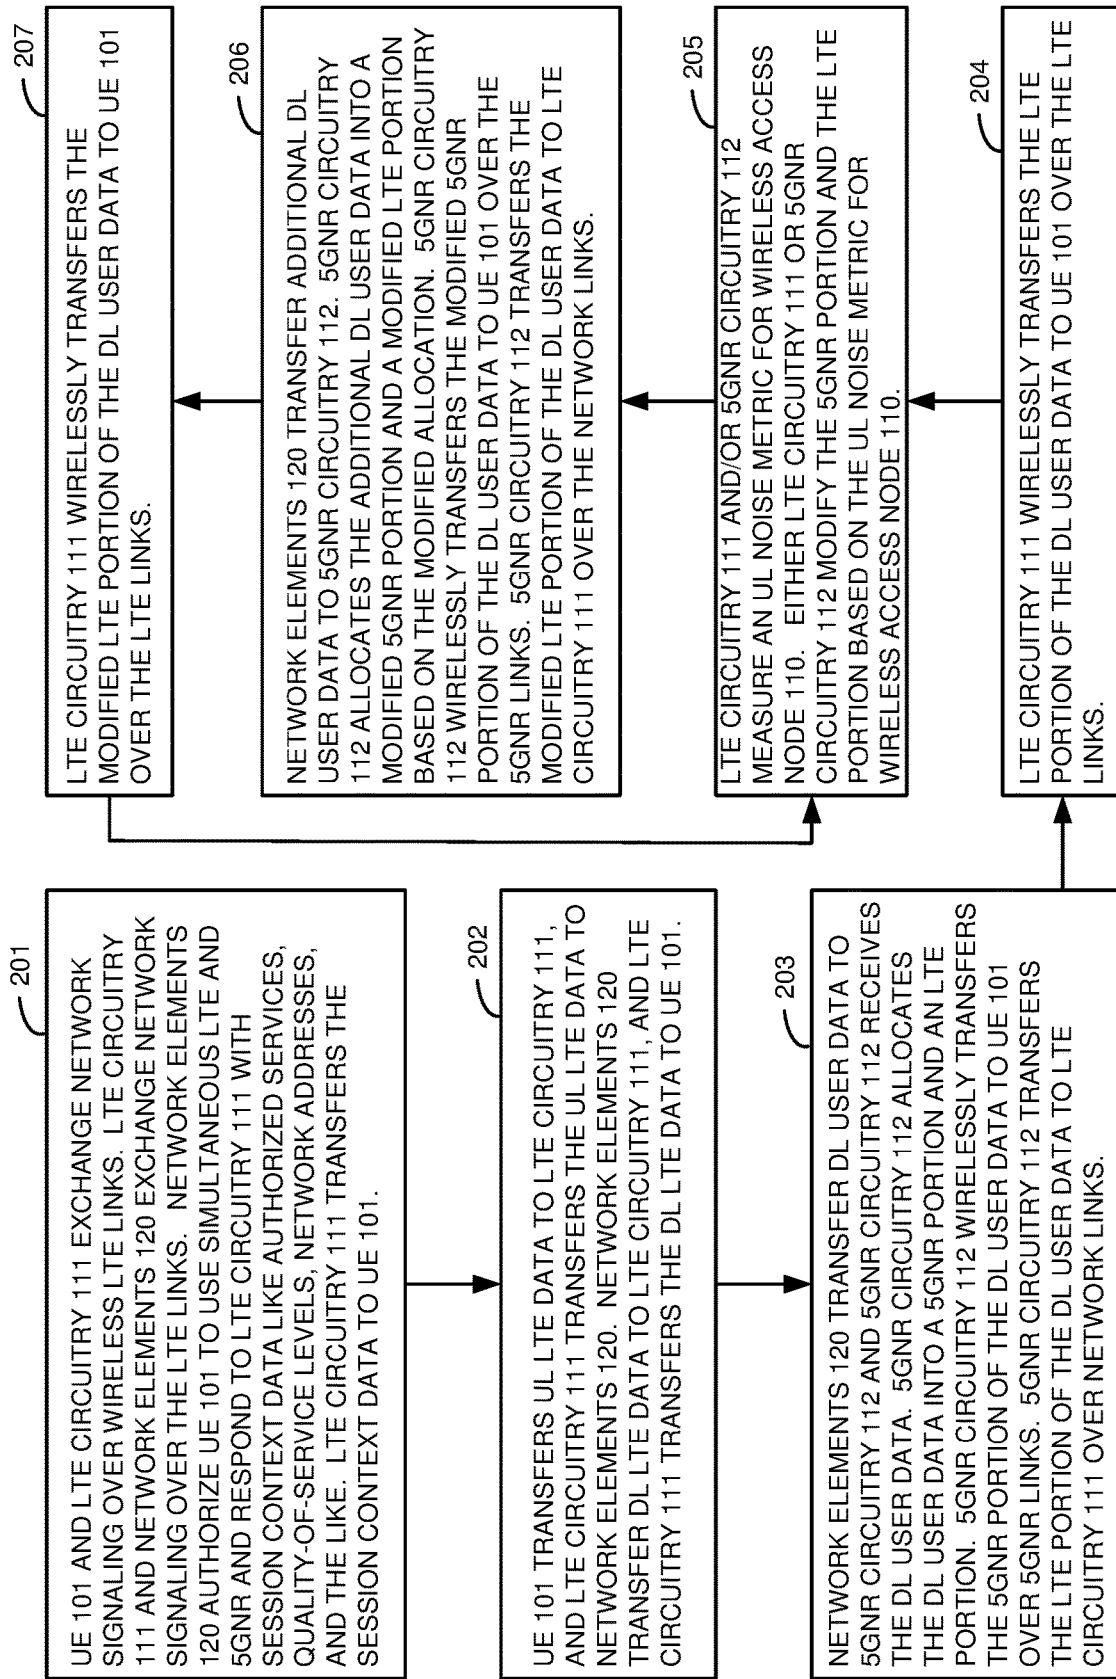 201
UE 101 AND LTE CIRCUITRY 111 EXCHANGE NETWORK
SIGNALING OVER WIRELESS LTE LINKS. LTE CIRCUITRY
111 AND NETWORK ELEMENTS 120 EXCHANGE NETWORK
SIGNALING OVER THE LTE LINKS. NETWORK ELEMENTS
120 AUTHORIZE UE 101 TO USE SIMULTANEOUS LTE AND
5GNR AND RESPOND TO LTE CIRCUITRY 111 WITH
SESSION CONTEXT DATA LIKE AUTHORIZED SERVICES,
QUALITY-OF-SERVICE LEVELS, NETWORK ADDRESSES,
AND THE LIKE. LTE CIRCUITRY 111 TRANSFERS THE
SESSION CONTEXT DATA TO UE 101.
202
UE 101 TRANSFERS UL LTE DATA TO LTE CIRCUITRY 111,
AND LTE CIRCUITRY 111 TRANSFERS THE UL LTE DATA TO
NETWORK ELEMENTS 120. NETWORK ELEMENTS 120
TRANSFER DL LTE DATA TO LTE CIRCUITRY 111, AND LTE
CIRCUITRY 1111 TRANSFERS THE DL LTE DATA TO UE 101.
203
NETWORK ELEMENTS 120 TRANSFER DL USER DATA TO
5GNR CIRCUITRY 112 AND 5GNR CIRCUITRY 112 RECEIVES
THE DL USER DATA. 5GNR CIRCUITRY 112 ALLOCATES
THE DL USER DATA INTO A 5GNR PORTION AND AN LTE
PORTION. 5GNR CIRCUITRY 112 WIRELESSLY TRANSFERS
THE 5GNR PORTION OF THE DL USER DATA TO UE 101
OVER 5GNR LINKS. 5GNR CIRCUITRY 112 TRANSFERS
THE LTE PORTION OF THE DL USER DATA TO LTE
CIRCUITRY 111 OVER NETWORK LINKS.
204
LTE CIRCUITRY 111 WIRELESSLY TRANSFERS THE LTE
PORTION OF THE DL USER DATA TO UE 101 OVER THE LTE
LINKS.
205
LTE CIRCUITRY 111 AND/OR 5GNR CIRCUITRY 112
MEASURE AN UL NOISE METRIC FOR WIRELESS ACCESS
NODE 110. EITHER LTE CIRCUITRY 111 OR 5GNR
CIRCUITRY 112 MODIFY THE 5GNR PORTION AND THE LTE
PORTION BASED ON THE UL NOISE METRIC FOR
WIRELESS ACCESS NODE 110.
206
NETWORK ELEMENTS 120 TRANSFER ADDITIONAL DL
USER DATA TO 5GNR CIRCUITRY 112. 5GNR CIRCUITRY
112 ALLOCATES THE ADDITIONAL DL USER DATA INTO A
MODIFIED 5GNR PORTION AND A MODIFIED LTE PORTION
BASED ON THE MODIFIED ALLOCATION. 5GNR CIRCUITRY
112 WIRELESSLY TRANSFERS THE MODIFIED 5GNR
PORTION OF THE DL USER DATA TO UE 101 OVER THE
5GNR LINKS. 5GNR CIRCUITRY 112 TRANSFERS THE
MODIFIED LTE PORTION OF THE DL USER DATA TO LTE
CIRCUITRY 111 OVER THE NETWORK LINKS.
207
LTE CIRCUITRY 111 WIRELESSLY TRANSFERS THE
MODIFIED LTE PORTION OF THE DL USER DATA TO UE 101
OVER THE LTE LINKS.